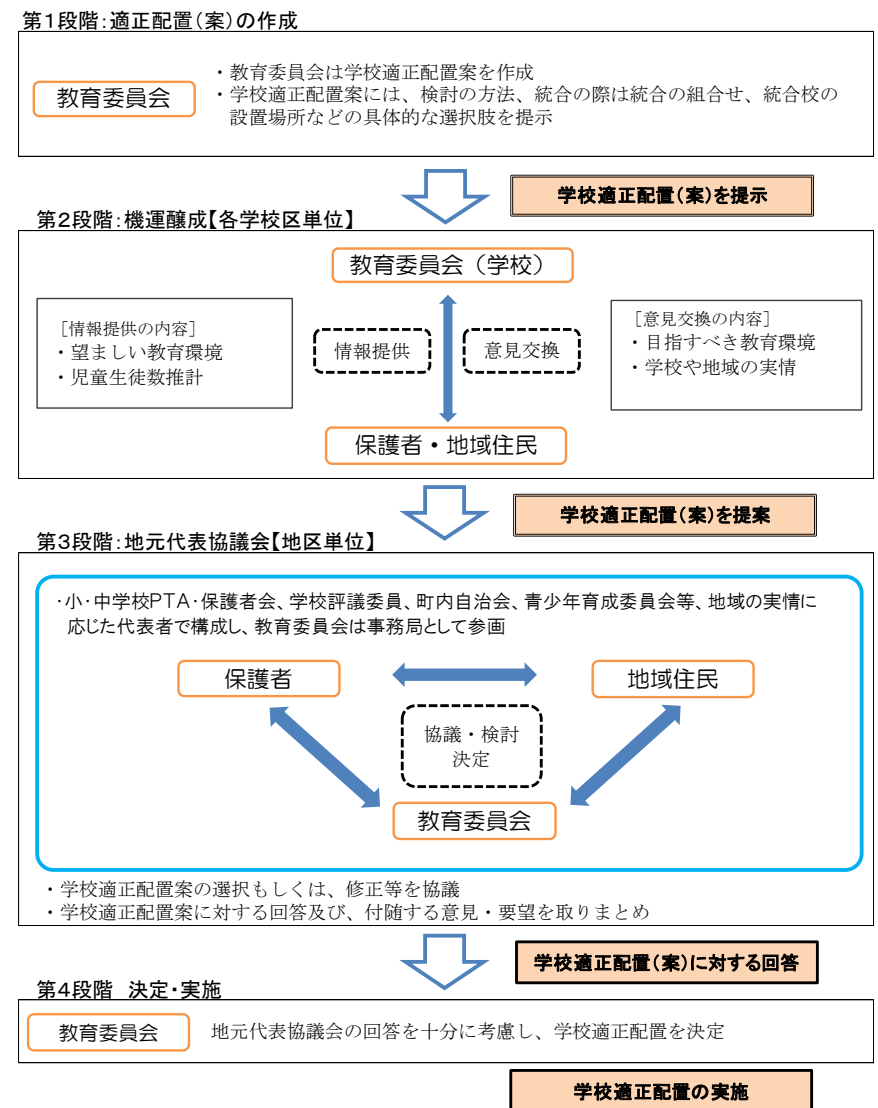 第1段階:適正配置(案)の作成
教育委員会
・教育委員会は学校適正配置案を作成
・学校適正配置案には、検討の方法、統合の際は統合の組合せ、統合校の
設置場所などの具体的な選択肢を提示
学校適正配置(案)を提示
第2段階:機運醸成【各学校区単位】
教育委員会（学校）
［情報提供の内容］
・望ましい教育環境
・児童生徒数推計
情報提供
意見交換
［意見交換の内容］
・目指すべき教育環境
・学校や地域の実情
保護者・地域住民
学校適正配置(案)を提案
第3段階:地元代表協議会【地区単位】
・小・中学校PTA・保護者会、学校評議委員、町内自治会、青少年育成委員会等、地域の実情に
応じた代表者で構成し、教育委員会は事務局として参画
保護者
地域住民
協議・検討
決定
教育委員会
・学校適正配置案の選択もしくは、修正等を協議
・学校適正配置案に対する回答及び、付随する意見・要望を取りまとめ
学校適正配置(案)に対する回答
第4段階　決定・実施
教育委員会
地元代表協議会の回答を十分に考慮し、学校適正配置を決定
学校適正配置の実施